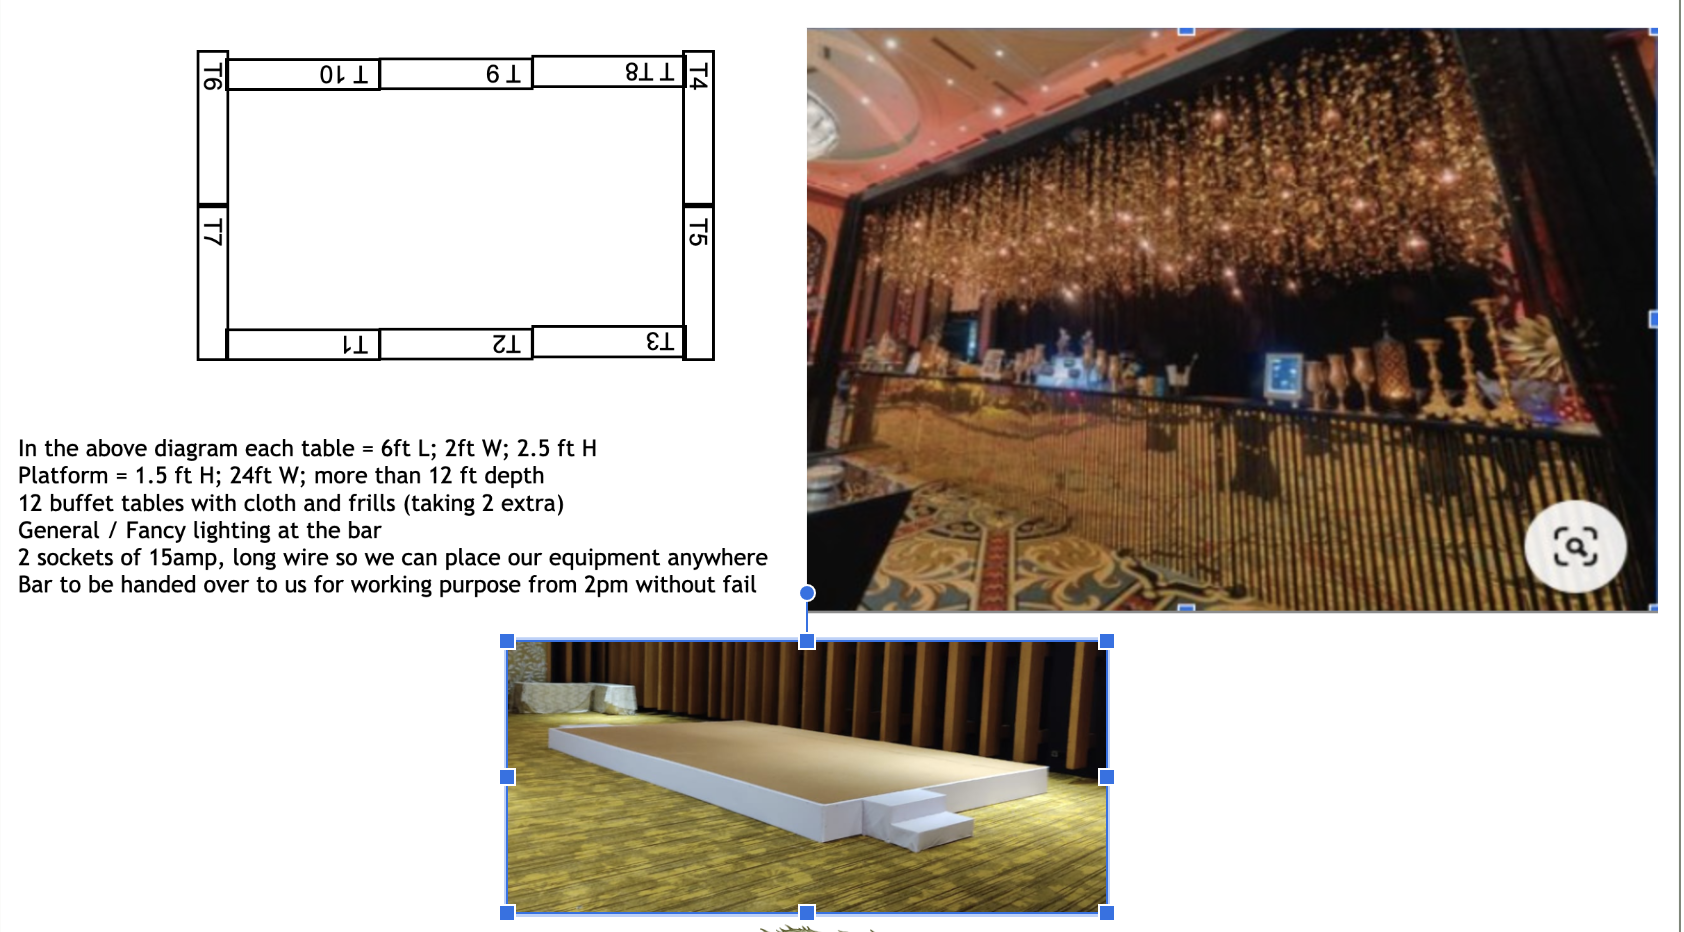 T6
T 10
T 9
T T8
T4
T7
T5
T1
T2
T3
In the above diagram each table = 6ft L; 2ft W; 2.5 ft H
Platform = 1.5 ft H; 24ft W; more than 12 ft depth
12 buffet tables with cloth and frills (taking 2 extra)
General / Fancy lighting at the bar
2 sockets of 15amp, long wire so we can place our equipment anywhere
Bar to be handed over to us for working purpose from 2pm without fail